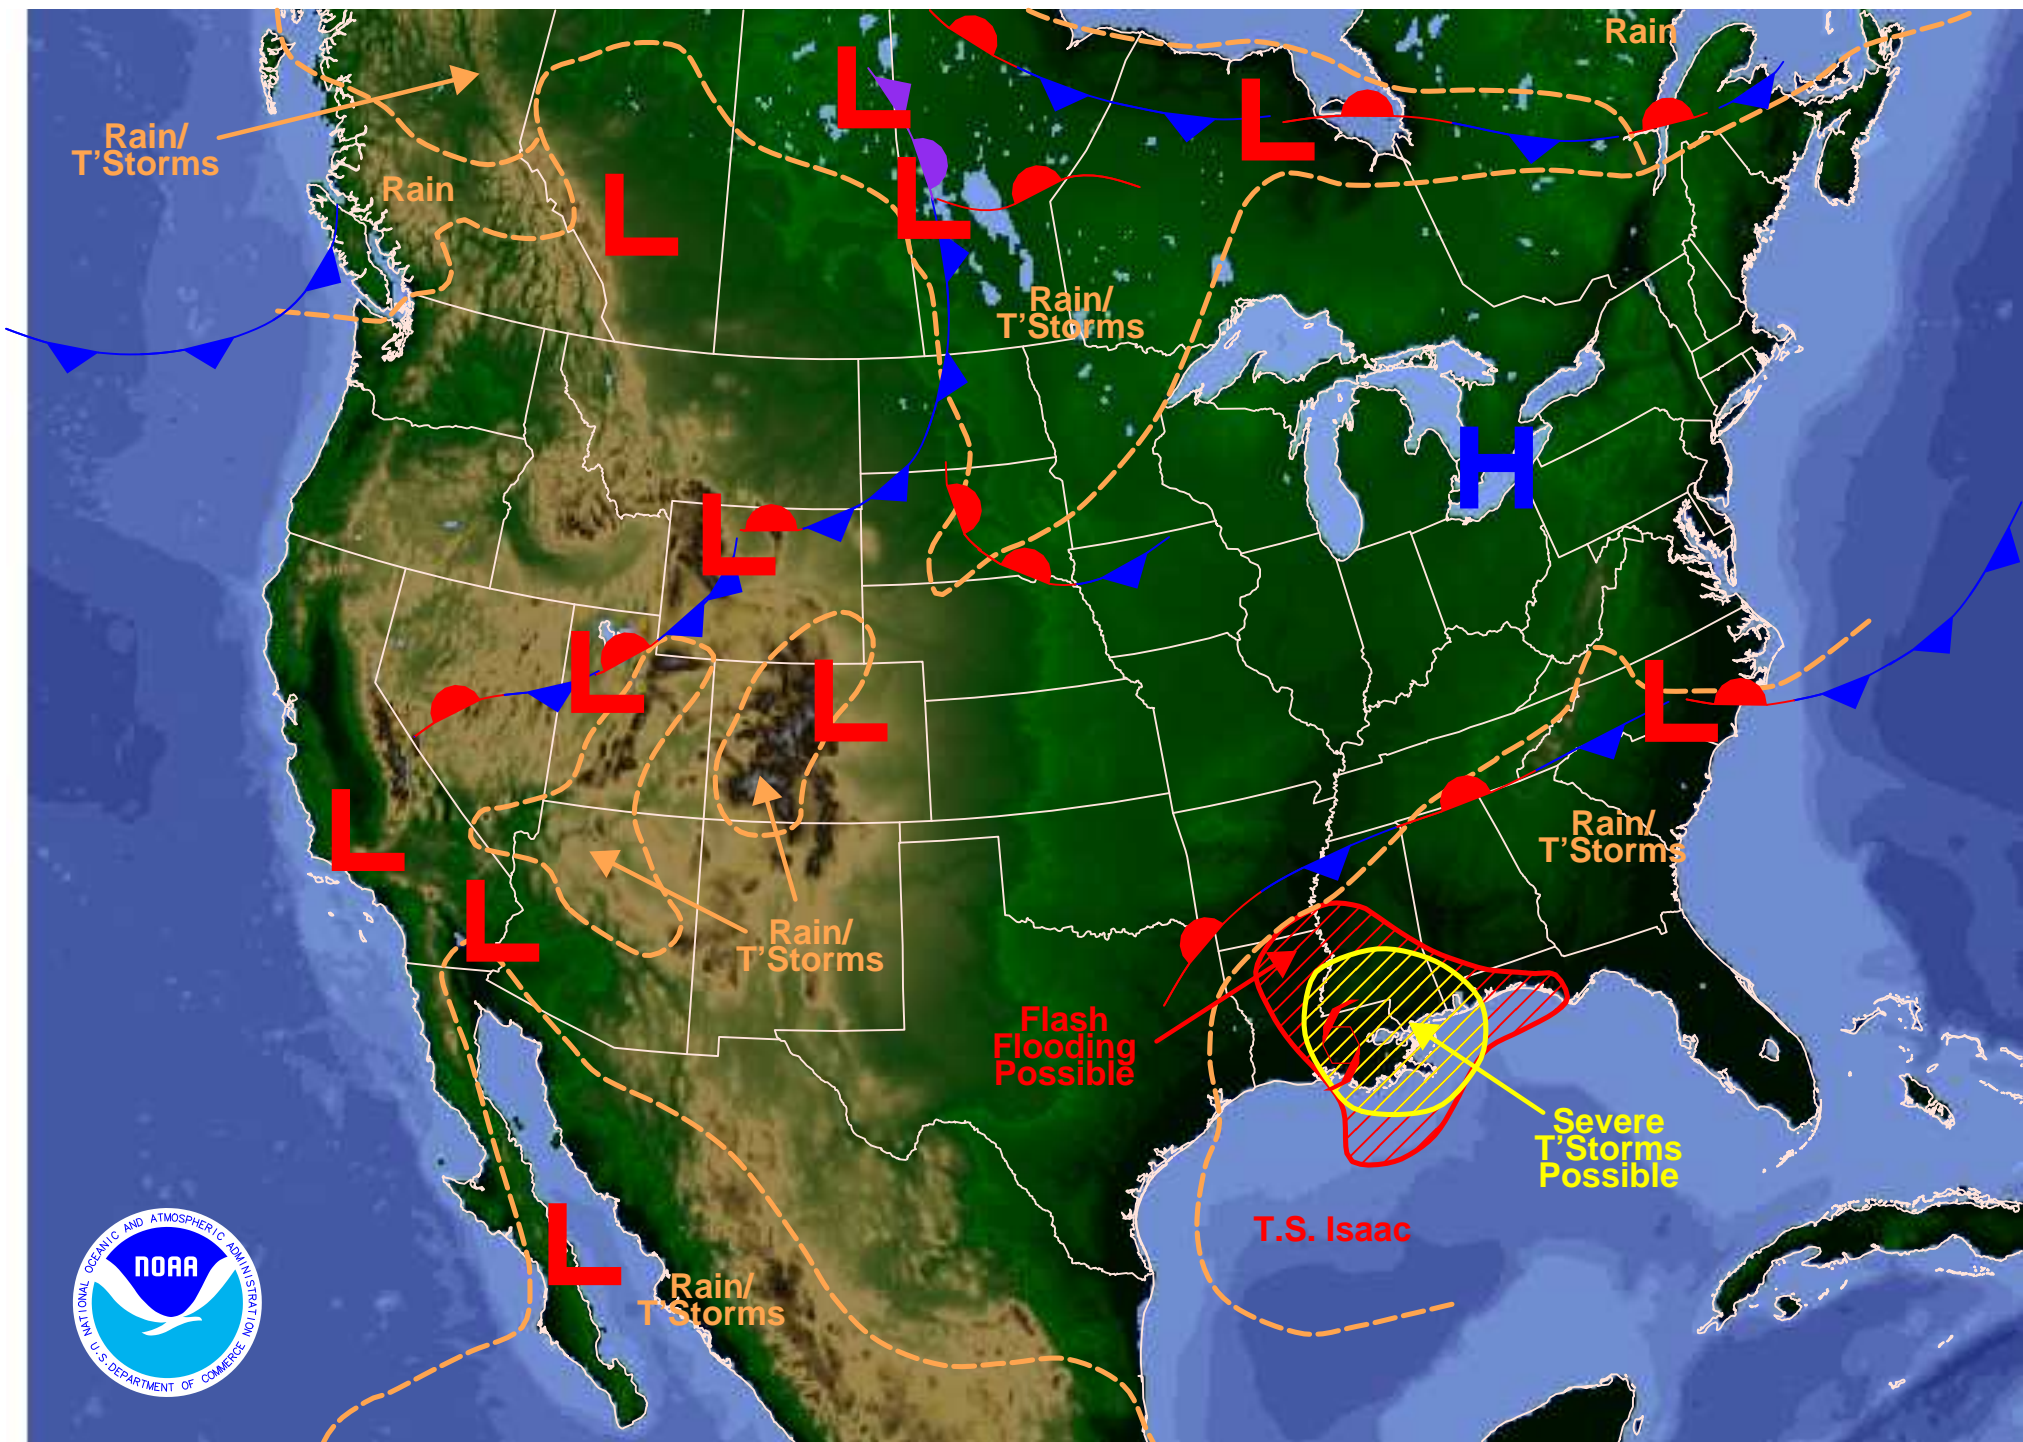 Rain
Rain/
T'Storms
Rain
L
L
L
L
L
Rain/
T'Storms
H
L
L
L
L
L
Rain/
T'Storms
L
Rain/
T'Storms
Flash
Flooding
Possible
Severe
T'Storms
Possible
T.S. Isaac
L
Rain/
T'Storms
NATIONAL OCEANIC AND ATMOSPHERIC ADMINISTRATION
NOAA
U.S. DEPARTMENT OF COMMERCE